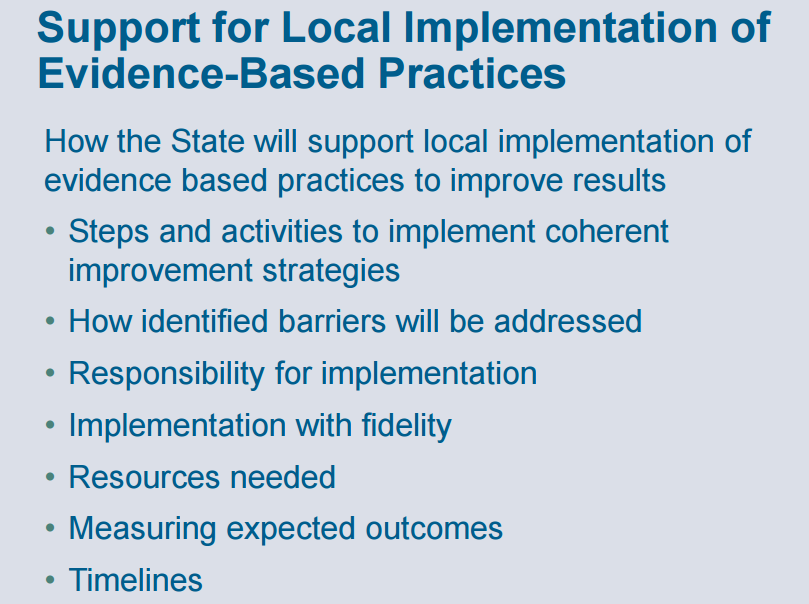 Support for Local Implementation of
Evidence-Based Practices
How the State will support local implementation of
evidence based practices to improve results
• Steps and activities to implement coherent
improvement strategies
• How identified barriers will be addressed
• Responsibility for implementation
• Implementation with fidelity
• Resources needed
• Measuring expected outcomes
• Timelines